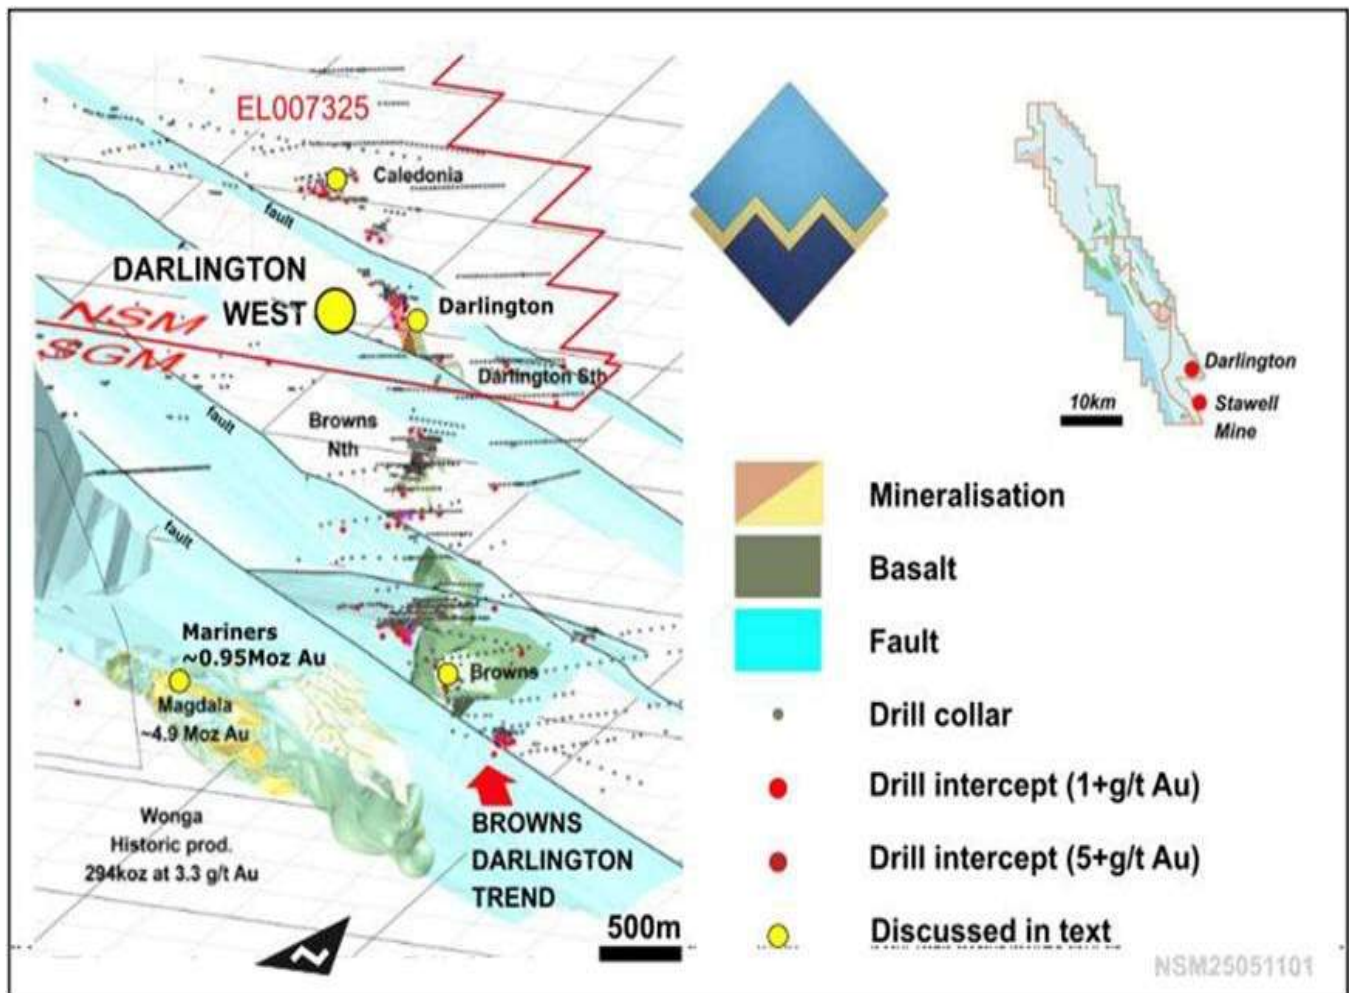 EL007325
Caledonia
fault
DARLINGTON
WEST
Darlington
NSM
SGM
Darlington Sth
fault
Browns
Nth
fault
Mariners
~0.95Moz Au
Magdala
~4.9 Moz Au
Browns
Wonga
Historic prod.
294koz at 3.3 g/t Au
BROWNS
DARLINGTON
TREND
500m
N
Darlington
Stawell
Mine
10km
Mineralisation
Basalt
Fault
Drill collar
Drill intercept (1+g/t Au)
Drill intercept (5+g/t Au)
Discussed in text
NSM25051101